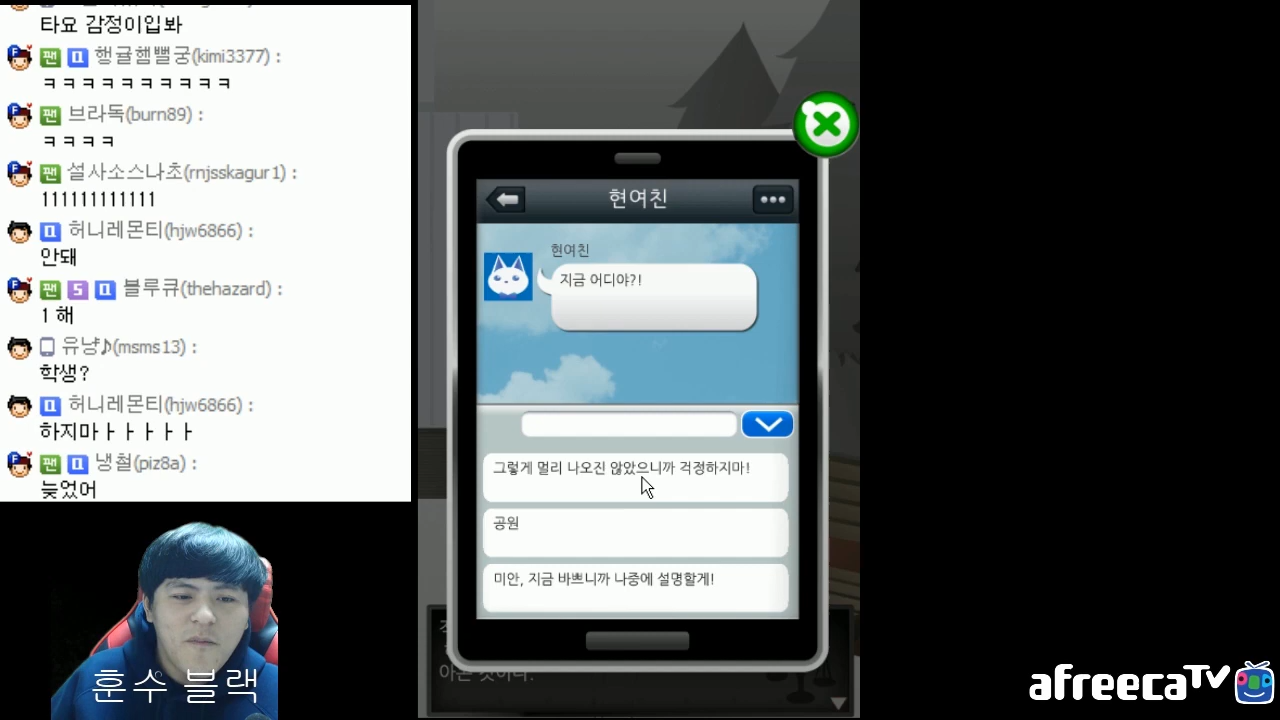 타요 감정이입봐
팬 행귤햄뺄궁(kimi3377) :
ㅋㅋㅋㅋㅋㅋㅋㅋㅋㅋ
팬 브라독(burn89) :
ㅋㅋㅋㅋ
팬 설사소스나초(rnjsskagur1) :
111111111111
허니레몬티(hjw6866) :
안돼
팬 S 블루큐(thehazard) :
1 해
유냥♪(msms13) :
학생?
허니레몬티(hjw6866) :
하지마ㅏㅏㅏㅏㅏ
팬 냉철(piz8a) :
늦었어
훈수 블랙
현여친
현여친
지금 어디야?!
그렇게 멀리 나오진 않았으니까 걱정하지마!
공원
미안, 지금 바쁘니까 나중에 설명할게!
afreecaTV